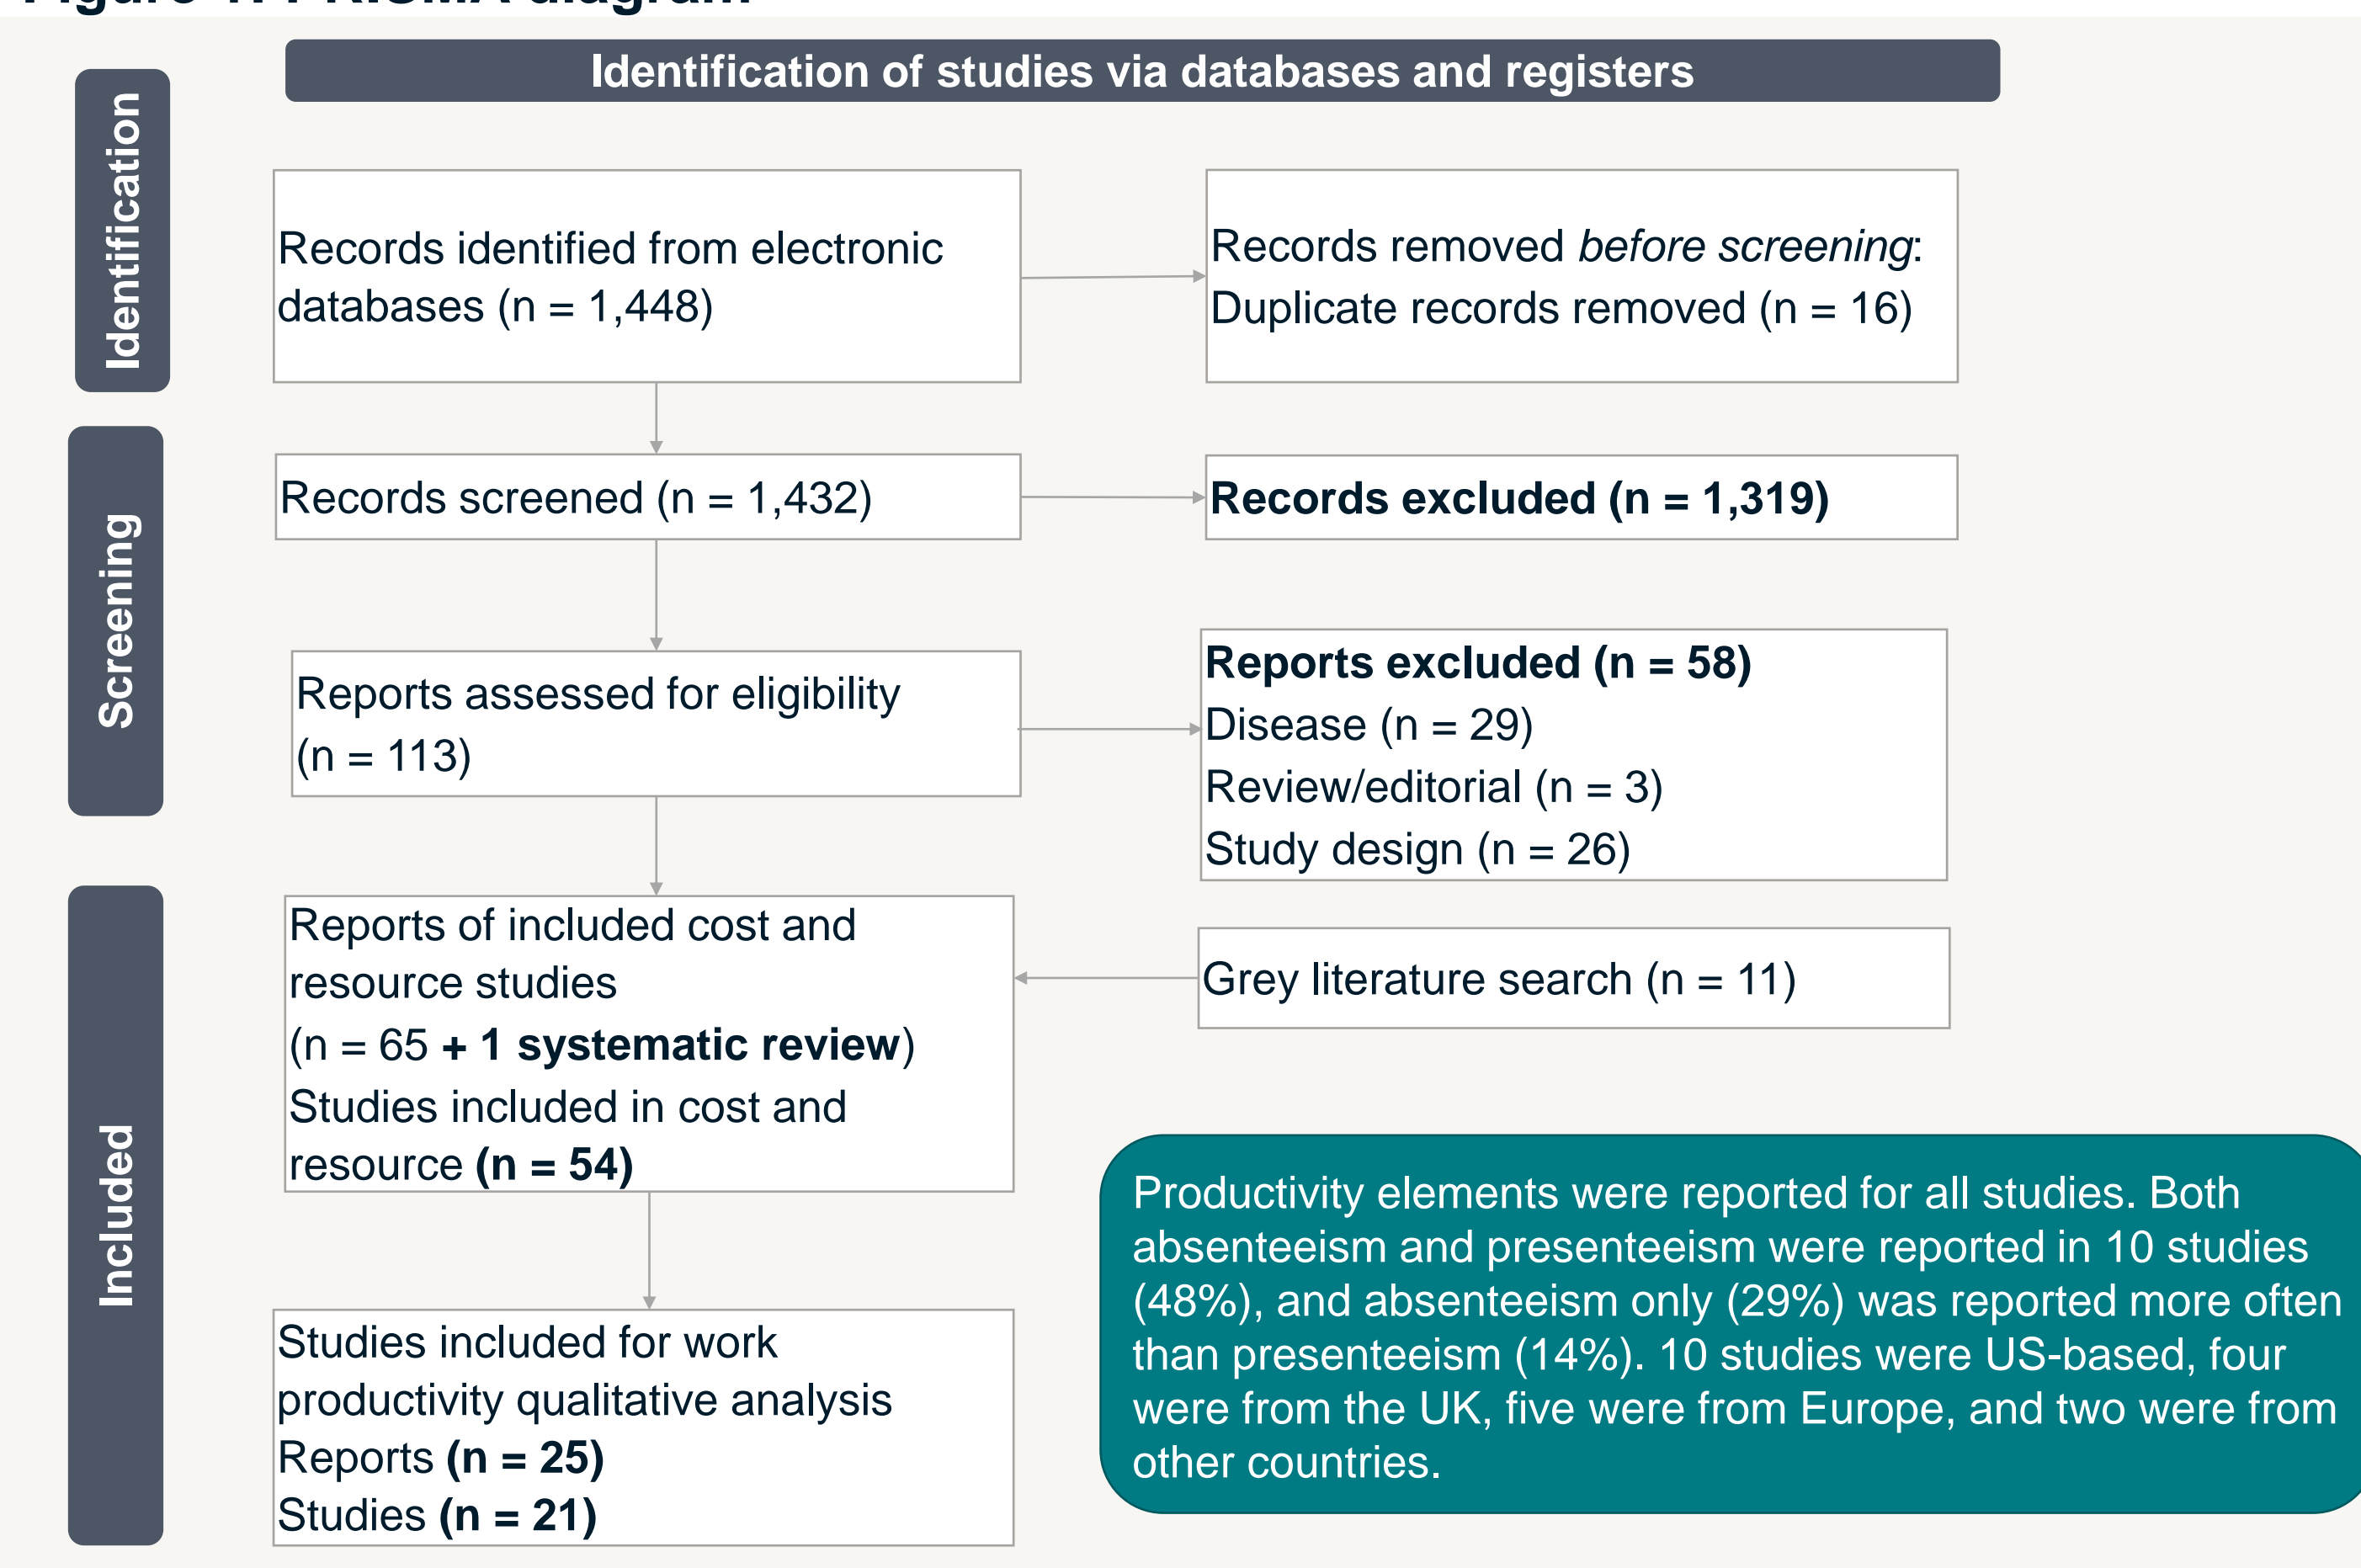 Figure 1. PRISMA diagram
Identification of studies via databases and registers
Identification
Records identified from electronic
databases (n = 1,448)
Records removed before screening:
Duplicate records removed (n = 16)
Screening
Records screened (n = 1,432)
Records excluded (n = 1,319)
Reports assessed for eligibility
(n = 113)
Reports excluded (n = 58)
Disease (n = 29)
Review/editorial (n = 3)
Study design (n = 26)
Included
Reports of included cost and
resource studies
(n = 65 + 1 systematic review)
Studies included in cost and
resource (n = 54)
Grey literature search (n = 11)
Studies included for work
productivity qualitative analysis
Reports (n = 25)
Studies (n = 21)
Productivity elements were reported for all studies. Both
absenteeism and presenteeism were reported in 10 studies
(48%), and absenteeism only (29%) was reported more often
than presenteeism (14%). 10 studies were US-based, four
were from the UK, five were from Europe, and two were from
other countries.